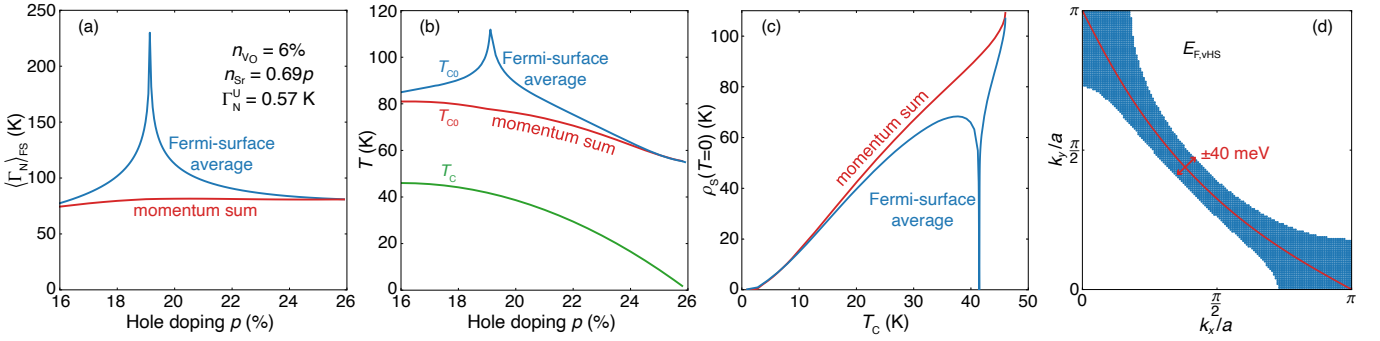 (a)
n_VO = 6%
n_Sr = 0.69p
Γ_N^U = 0.57 K
Fermi-surface
average
momentum sum
⟨Γ_N⟩_FS (K)
250
200
150
100
50
0
16 18 20 22 24 26
Hole doping p (%)
(b)
T_C0
Fermi-surface
average
T_C0
momentum sum
T_C
T (K)
120
100
80
60
40
20
0
16 18 20 22 24 26
Hole doping p (%)
(c)
momentum sum
Fermi-surface
average
ρ_S(T=0) (K)
100
80
60
40
20
0
0 10 20 30 40 50
T_C (K)
(d)
E_F,vHS
±40 meV
k_y/a
π
π/2
0
0 π/2 π
k_x/a